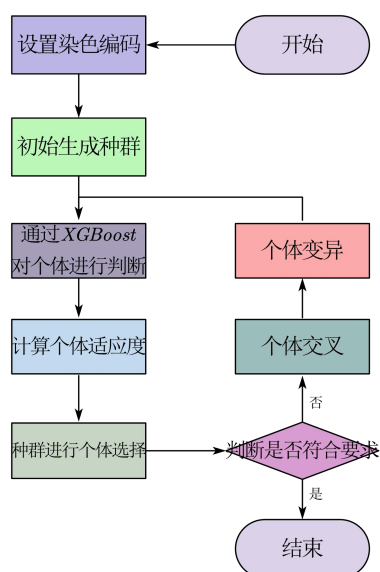 开始
设置染色编码
初始生成种群
通过XGBoost
对个体进行判断
计算个体适应度
种群进行个体选择
判断是否符合要求
否
个体交叉
个体变异
是
结束